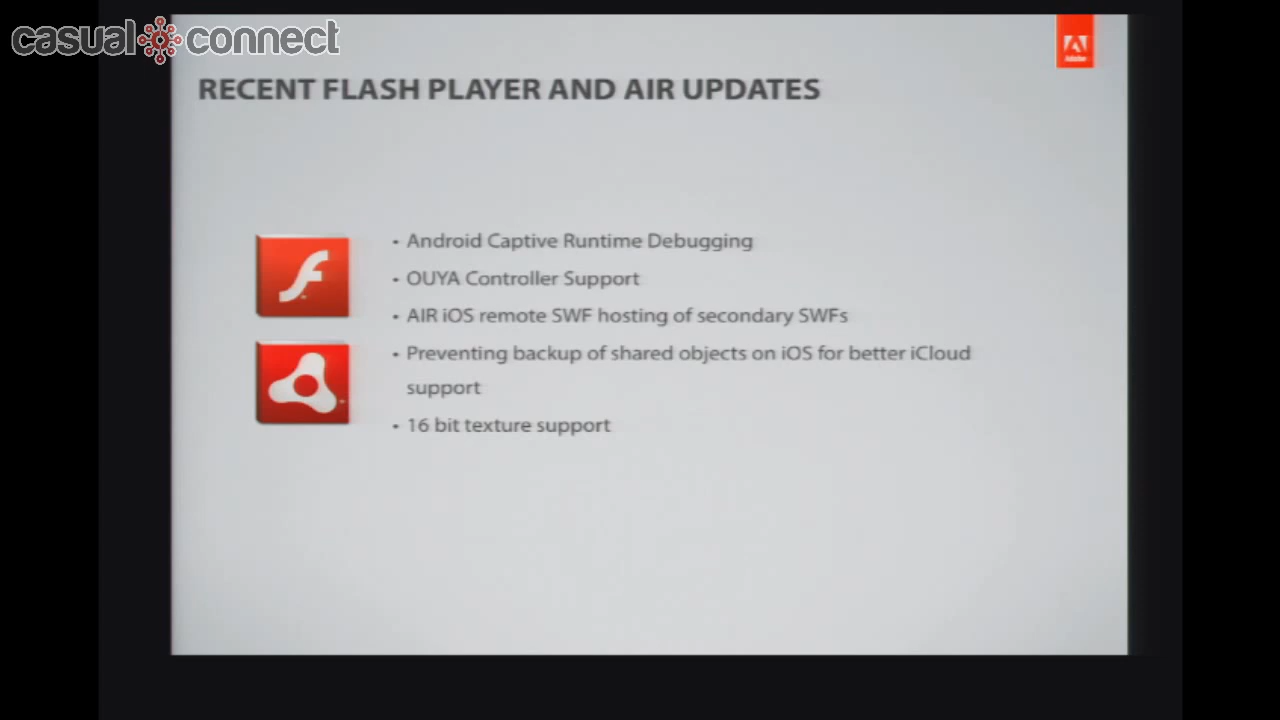 casual connect
Adobe
RECENT FLASH PLAYER AND AIR UPDATES
• Android Captive Runtime Debugging
• OUYA Controller Support
• AIR iOS remote SWF hosting of secondary SWFs
• Preventing backup of shared objects on iOS for better iCloud
support
• 16 bit texture support